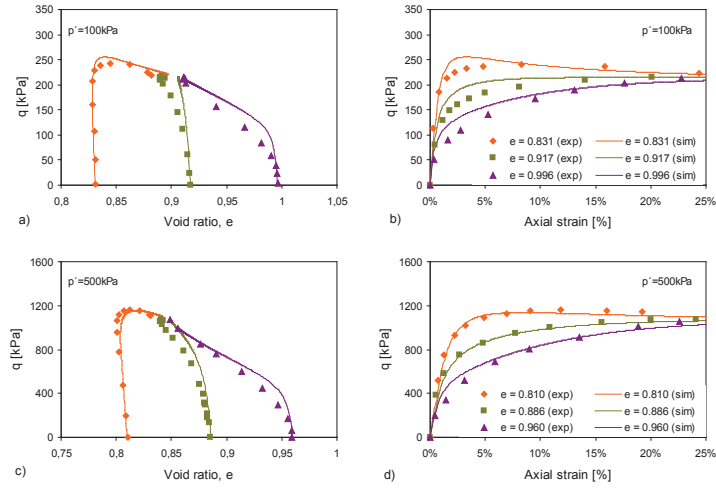 a)
p´=100kPa
q [kPa]
300
250
200
150
100
50
0
0,8
0,85
0,9
0,95
1
1,05
Void ratio, e
b)
p´=100kPa
q [kPa]
300
250
200
150
100
50
0
e = 0.831 (exp)
e = 0.831 (sim)
e = 0.917 (exp)
e = 0.917 (sim)
e = 0.996 (exp)
e = 0.996 (sim)
0%
5%
10%
15%
20%
25%
Axial strain [%]
c)
p´=500kPa
q [kPa]
1600
1200
800
400
0
0,75
0,8
0,85
0,9
0,95
1
Void ratio, e
d)
p´=500kPa
q [kPa]
1600
1200
800
400
0
e = 0.810 (exp)
e = 0.810 (sim)
e = 0.886 (exp)
e = 0.886 (sim)
e = 0.960 (exp)
e = 0.960 (sim)
0%
5%
10%
15%
20%
25%
Axial strain [%]